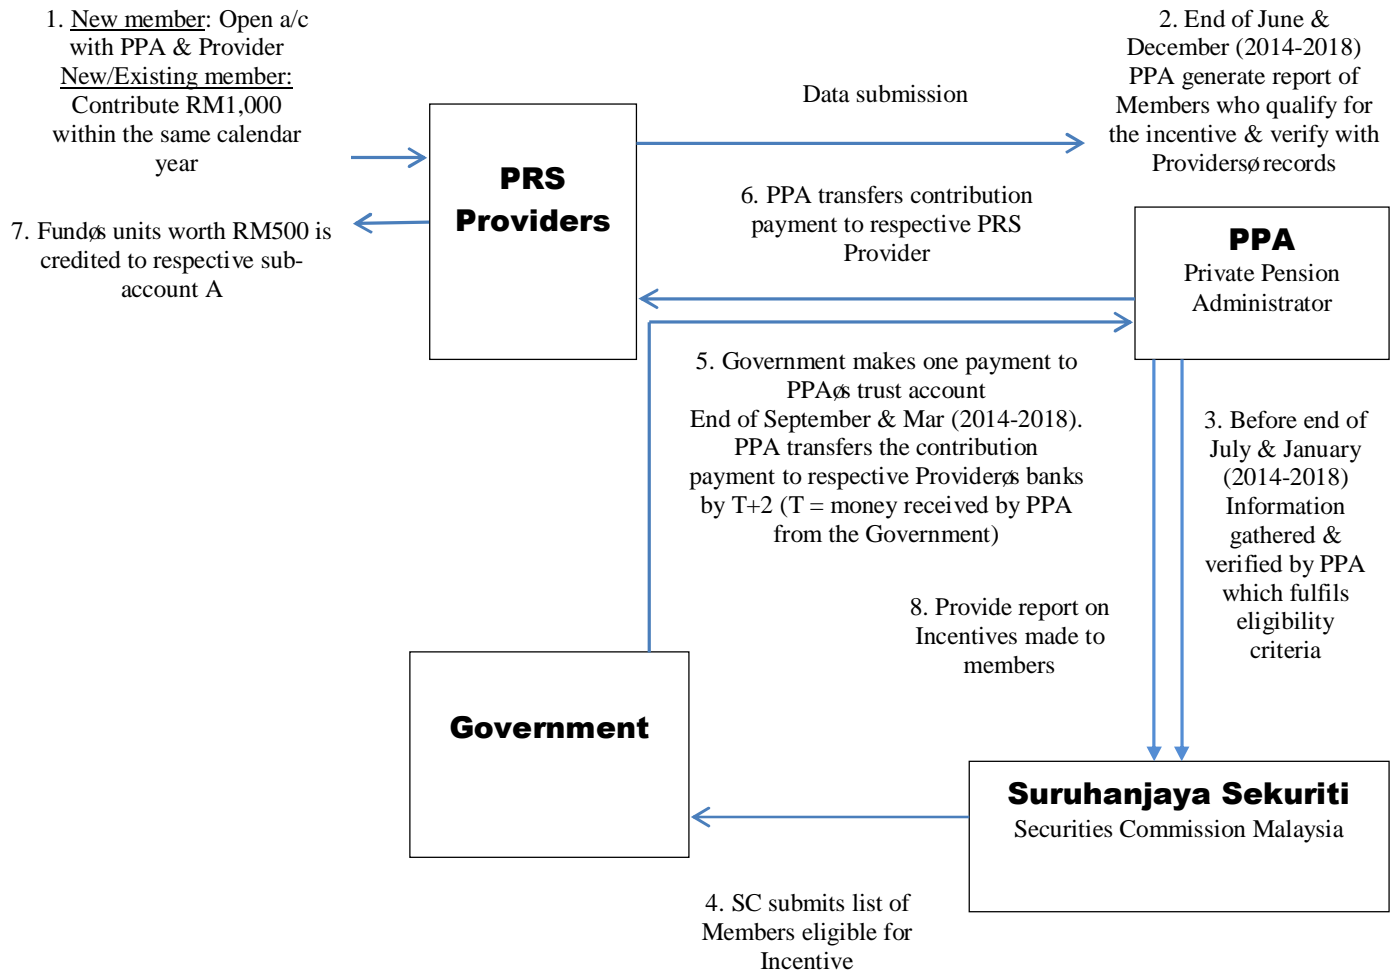 1. New member: Open a/c
with PPA & Provider
New/Existing member:
Contribute RM1,000
within the same calendar
year
Data submission
2. End of June &
December (2014-2018)
PPA generate report of
Members who qualify for
the incentive & verify with
Providersø records
PRS
Providers
6. PPA transfers contribution
payment to respective PRS
Provider
7. Fundøs units worth RM500 is
credited to respective sub-
account A
PPA
Private Pension
Administrator
5. Government makes one payment to
PPAøs trust account
End of September & Mar (2014-2018).
PPA transfers the contribution
payment to respective Providerøs banks
by T+2 (T = money received by PPA
from the Government)
3. Before end of
July & January
(2014-2018)
Information
gathered &
verified by PPA
which fulfils
eligibility
criteria
8. Provide report on
Incentives made to
members
Government
Suruhanjaya Sekuriti
Securities Commission Malaysia
4. SC submits list of
Members eligible for
Incentive